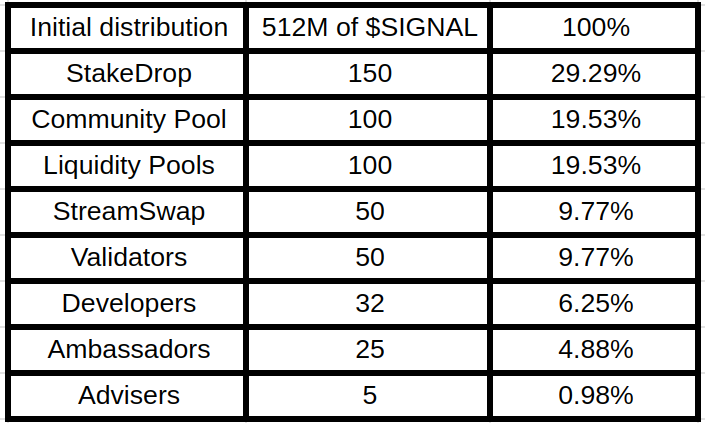 Initial distribution 512M of $SIGNAL 100%
StakeDrop 150 29.29%
Community Pool 100 19.53%
Liquidity Pools 100 19.53%
StreamSwap 50 9.77%
Validators 50 9.77%
Developers 32 6.25%
Ambassadors 25 4.88%
Advisers 5 0.98%